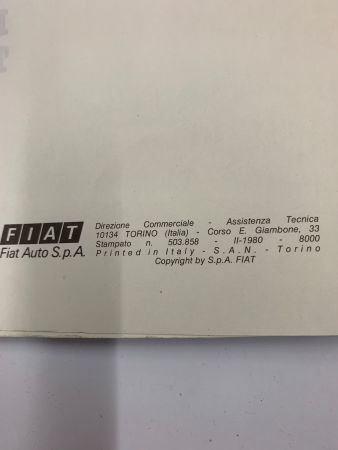 FIAT
Fiat Auto S.p.A.
Direzione Commerciale - Assistenza Tecnica
10134 TORINO (Italia) - Corso E. Giambone, 33
Stampato n. 503.858 - II-1980 - 8000
Printed in Italy - S.A.N. - Torino
Copyright by S.p.A. FIAT